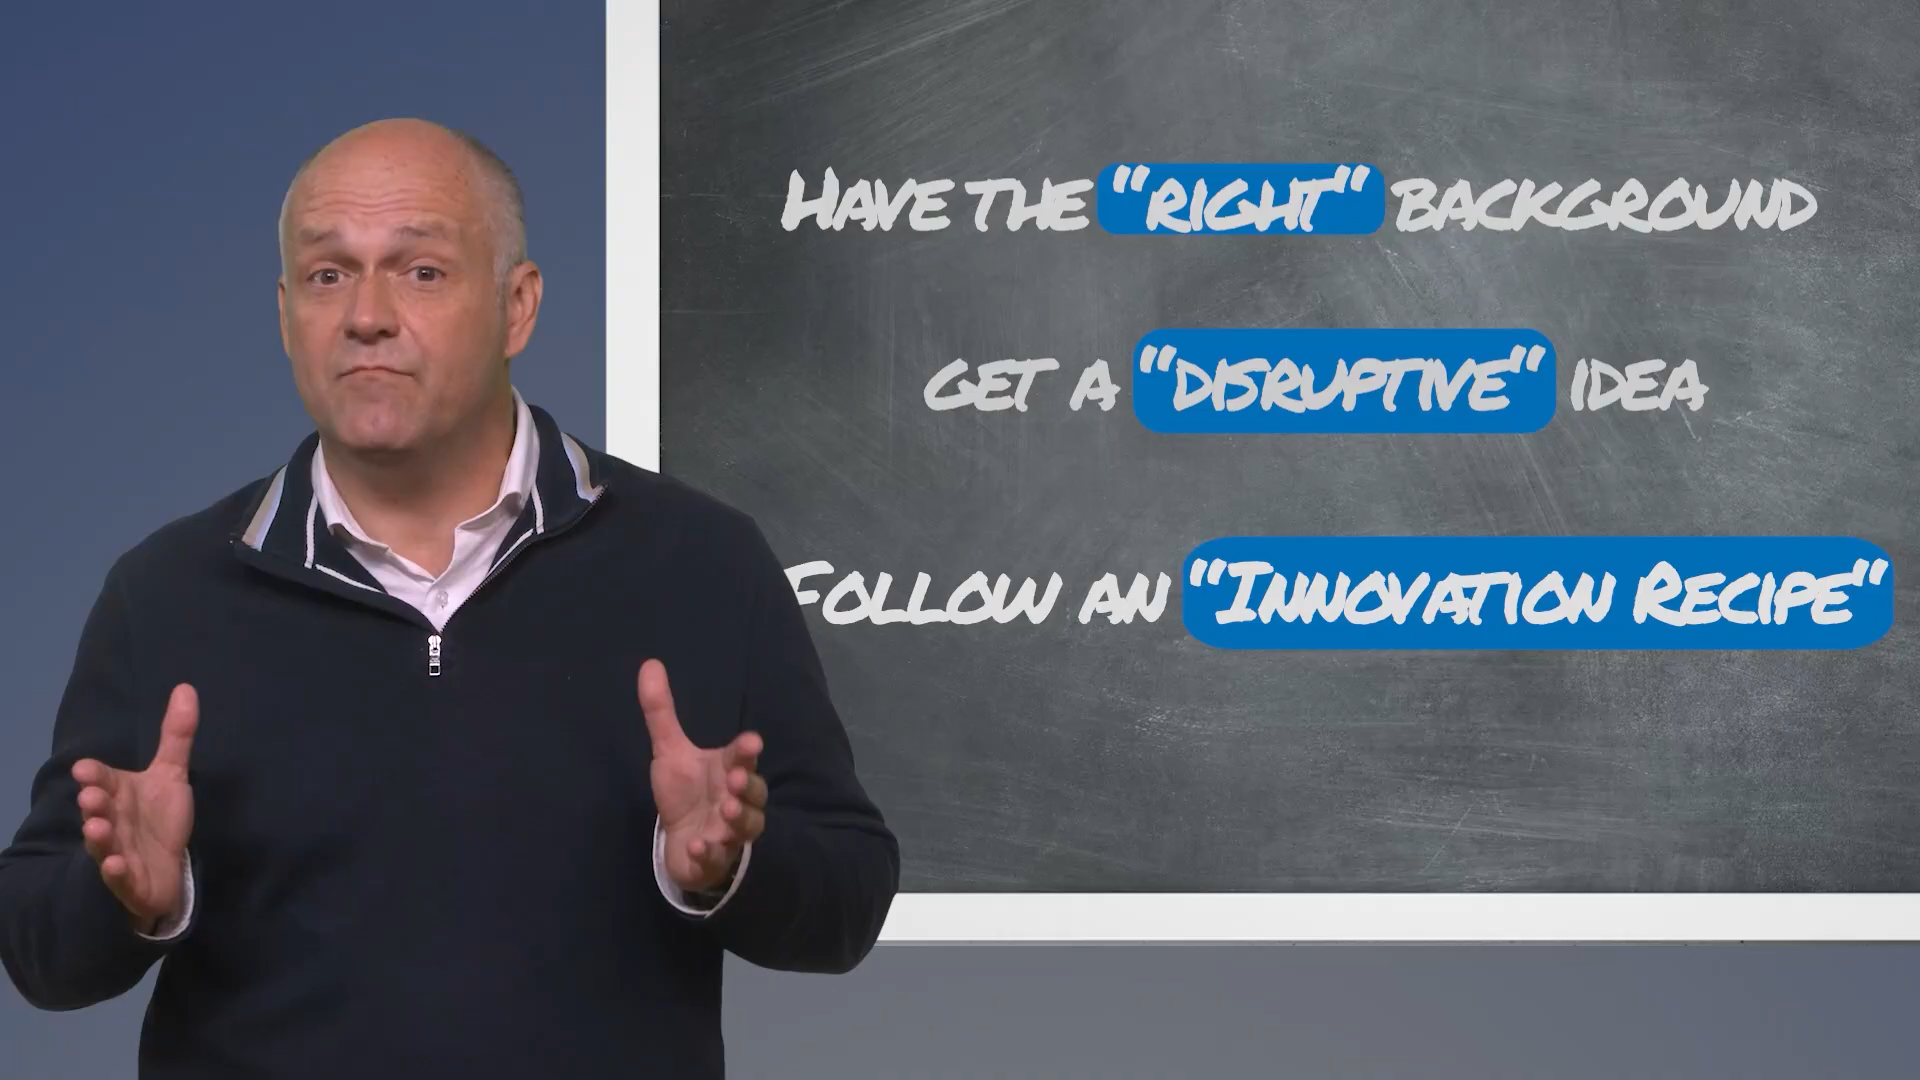 Have the “right“ background
get a “disruptive“ idea
Follow an “Innovation Recipe“